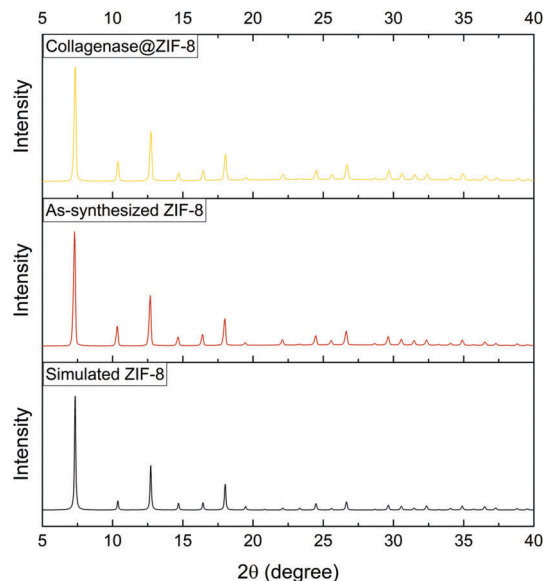 5 10 15 20 25 30 35 40
Collagenase@ZIF-8
Intensity
As-synthesized ZIF-8
Intensity
Simulated ZIF-8
Intensity
5 10 15 20 25 30 35 40
2θ (degree)